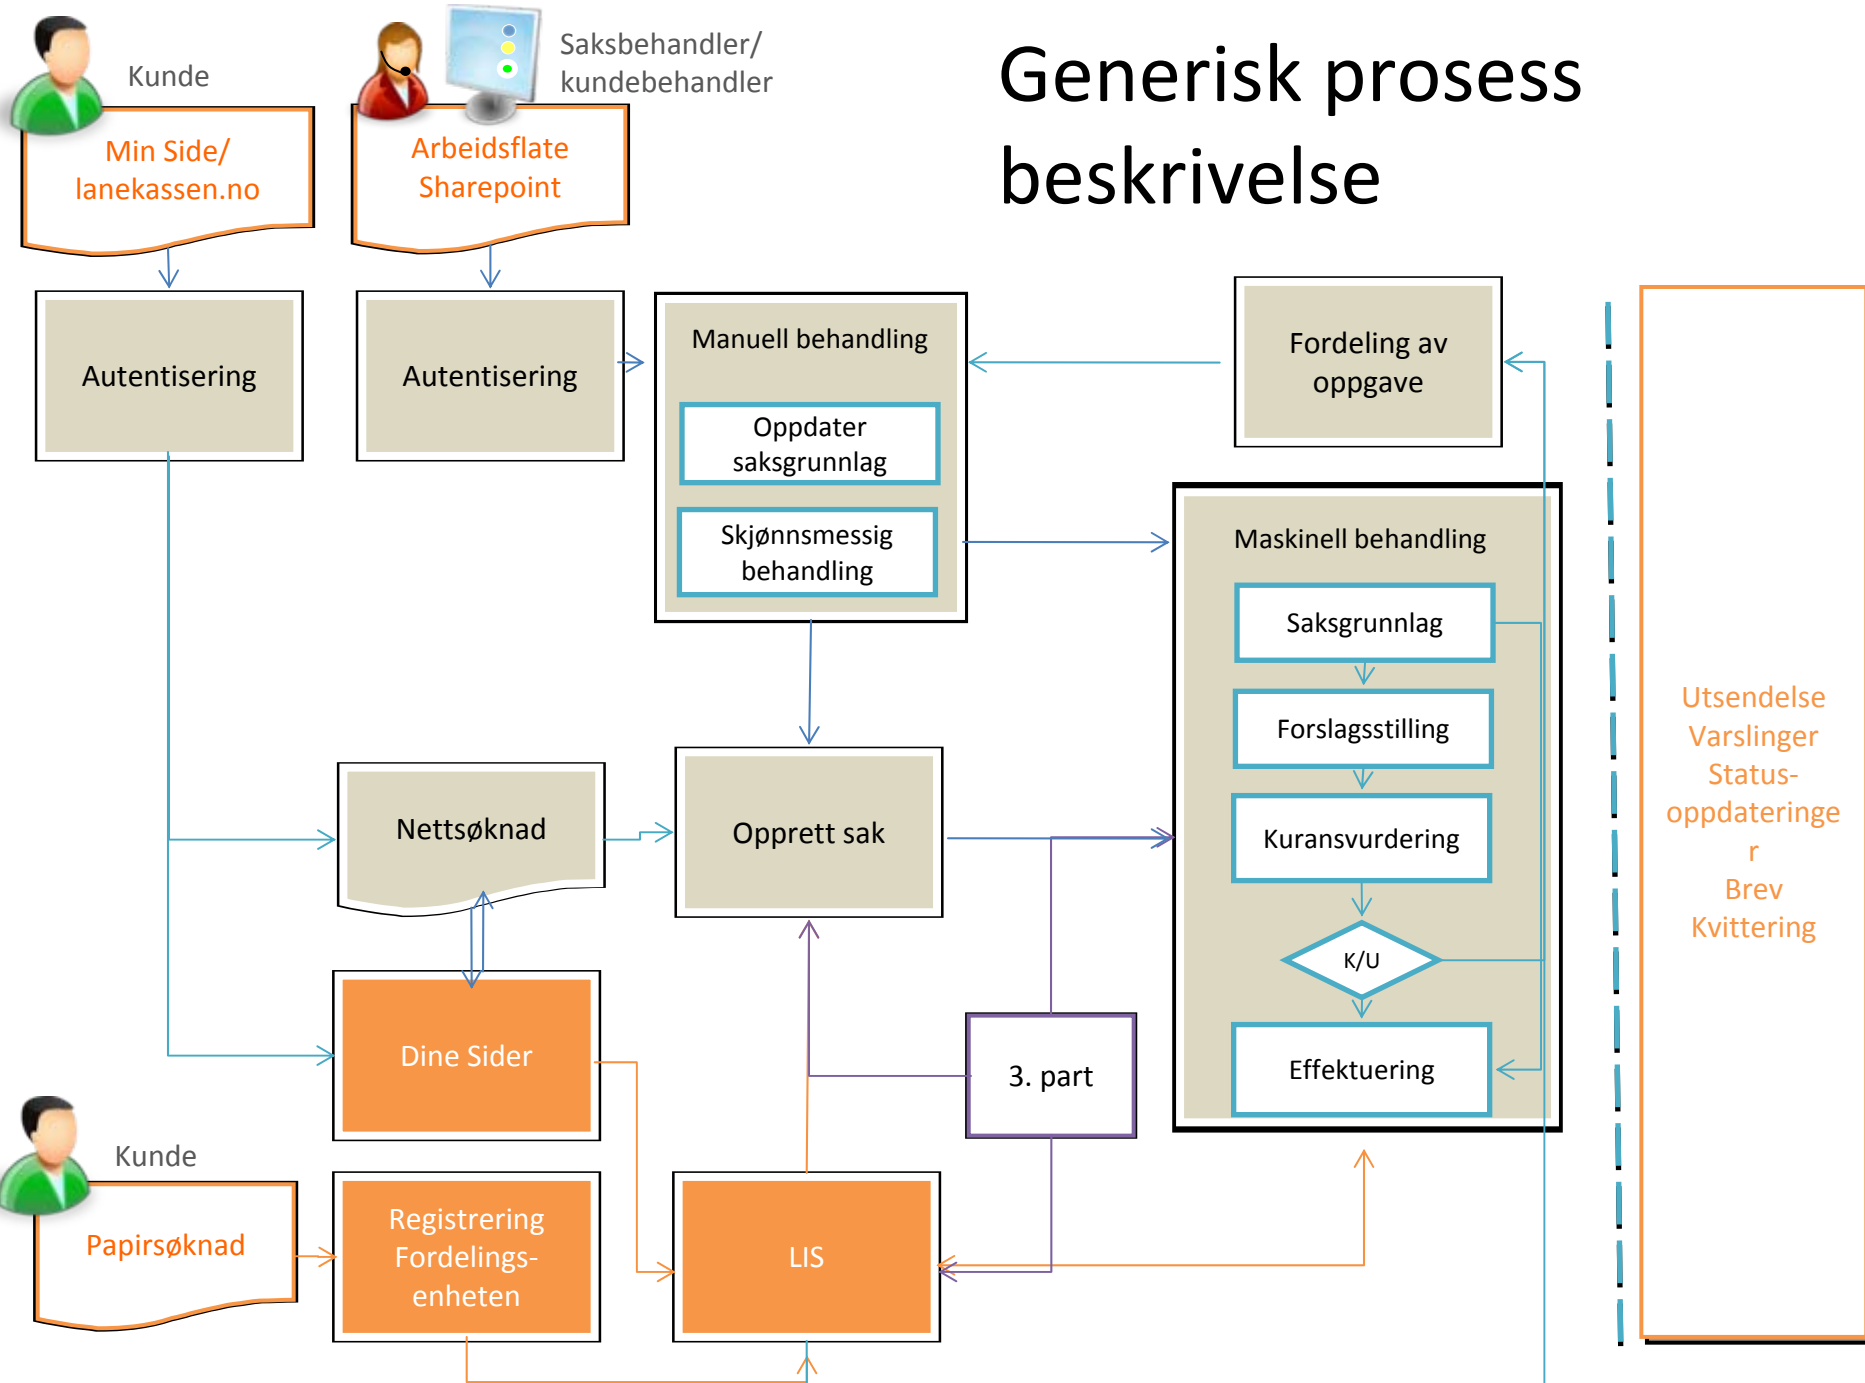 Generisk prosess
beskrivelse
Kunde
Min Side/
lanekassen.no
Saksbehandler/
kundebehandler
Arbeidsflate
Sharepoint
Autentisering
Autentisering
Manuell behandling
Oppdater
saksgrunnlag
Skjønnsmessig
behandling
Fordeling av
oppgave
Maskinell behandling
Saksgrunnlag
Forslagsstilling
Kuransvurdering
K/U
Effektuering
Nettsøknad
Opprett sak
Dine Sider
3. part
Kunde
Papirsøknad
Registrering
Fordelings-
enheten
LIS
Utsendelse
Varslinger
Status-
oppdateringe
r
Brev
Kvittering